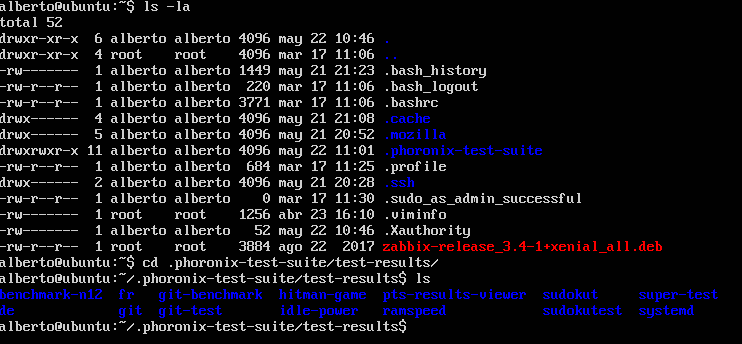 alberto@ubuntu:~$ ls -la
total 52
drwxr-xr-x  6 alberto alberto 4096 may 22 10:46 .
drwxr-xr-x  4 root    root    4096 mar 17 11:06 ..
-rw-------  1 alberto alberto 1449 may 21 21:23 .bash_history
-rw-r--r--  1 alberto alberto  220 mar 17 11:06 .bash_logout
-rw-r--r--  1 alberto alberto 3771 mar 17 11:06 .bashrc
drwx------  4 alberto alberto 4096 may 21 21:08 .cache
drwx------  5 alberto alberto 4096 may 21 20:52 .mozilla
drwxrwxr-x 11 alberto alberto 4096 may 22 11:01 .phoronix-test-suite
-rw-r--r--  1 alberto alberto  684 mar 17 11:25 .profile
drwx------  2 alberto alberto 4096 may 21 20:28 .ssh
-rw-r--r--  1 alberto alberto    0 mar 17 11:30 .sudo_as_admin_successful
-rw-------  1 root    root    1256 abr 23 16:10 .viminfo
-rw-------  1 alberto alberto   52 may 22 10:46 .Xauthority
-rw-r--r--  1 root    root    3884 ago 22  2017 zabbix-release_3.4-1+xenial_all.deb
alberto@ubuntu:~$ cd .phoronix-test-suite/test-results/
alberto@ubuntu:~/.phoronix-test-suite/test-results$ ls
benchmark-n12  fr   git-benchmark  hitman-game  pts-results-viewer  sudokut     super-test
de             git  git-test       idle-power   ramspeed            sudokutest  systemd
alberto@ubuntu:~/.phoronix-test-suite/test-results$